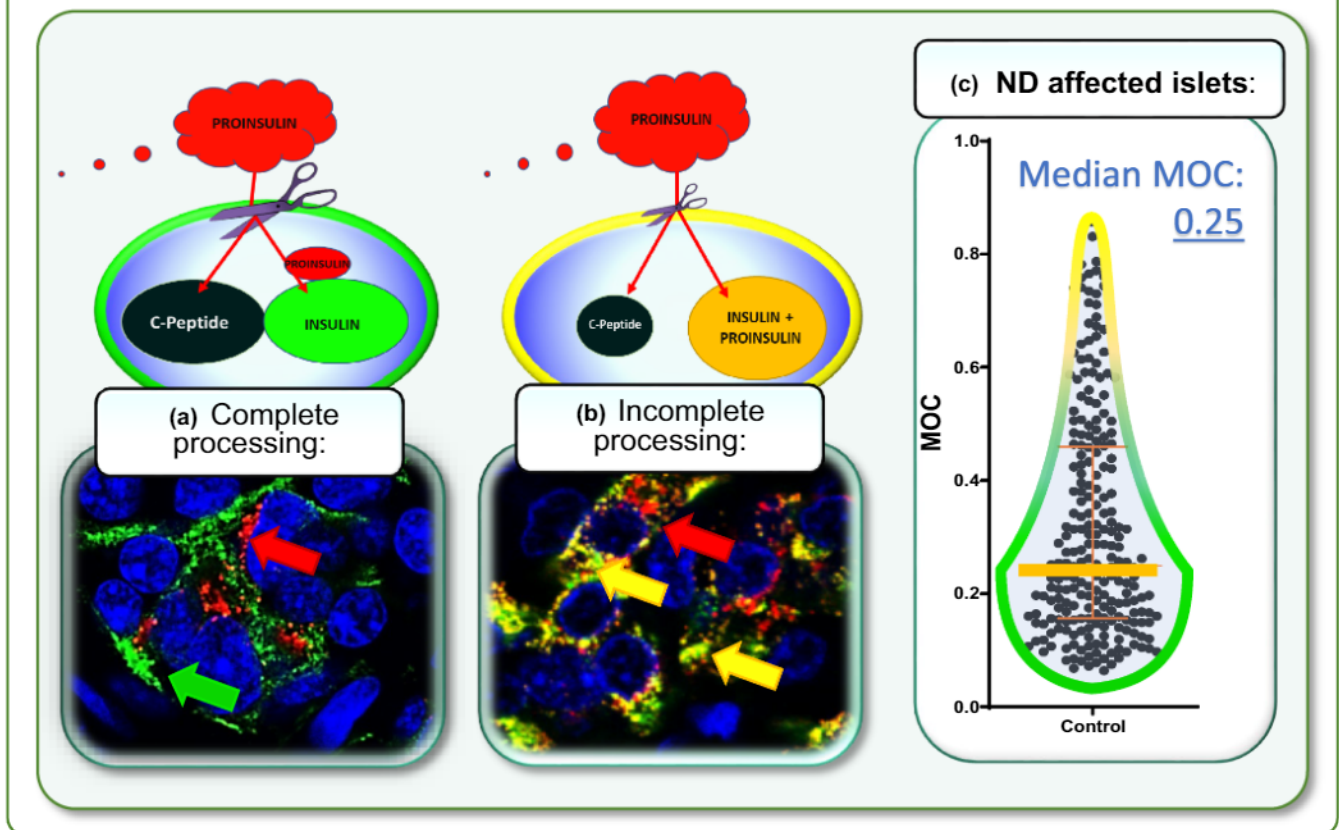 PROINSULIN
PROINSULIN
C-Peptide
INSULIN
(a) Complete
processing:
PROINSULIN
C-Peptide
INSULIN +
PROINSULIN
(b) Incomplete
processing:
(c) ND affected islets:
Median MOC:
0.25
MOC
1.0
0.8
0.6
0.4
0.2
0.0
Control